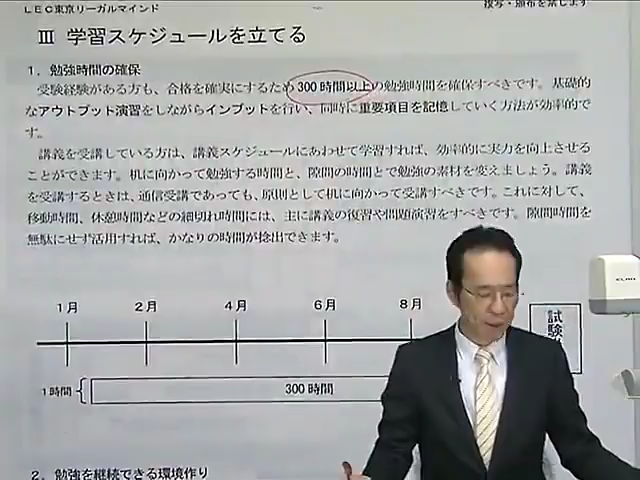 LEC東京リーガルマインド
複写・頒布を禁じます
Ⅲ 学習スケジュールを立てる
1．勉強時間の確保
受験経験がある方も、合格を確実にするため300時間以上の勉強時間を確保すべきです。基礎的
なアウトプット演習をしながらインプットを行い、同時に重要項目を記憶していく方法が効率的で
す。
講義を受講している方は、講義スケジュールにあわせて学習すれば、効率的に実力を向上させる
ことができます。机に向かって勉強する時間と、隙間の時間とで勉強の素材を変えましょう。講義
を受講するときは、通信受講であっても、原則として机に向かって受講すべきです。これに対して、
移動時間、休憩時間などの細切れ時間には、主に講義の復習や問題演習をすべきです。隙間時間を
無駄にせず活用すれば、かなりの時間が捻出できます。
1月 2月 4月 6月 8月
試験
1時間 300時間
2．勉強を継続できる環境作り